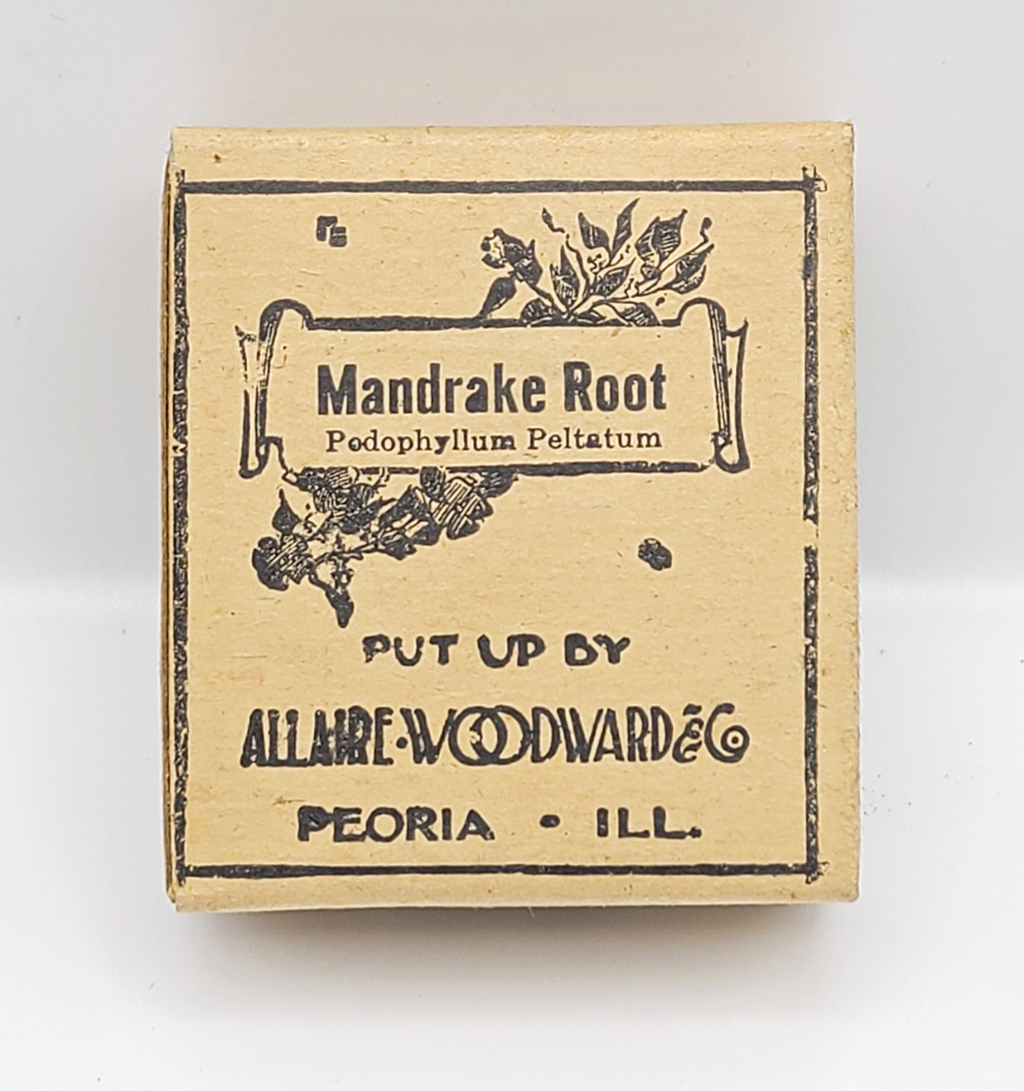 Mandrake Root
Podophyllum Peltatum
PUT UP BY
ALLAIRE·WOODWARD & Co
PEORIA · ILL.